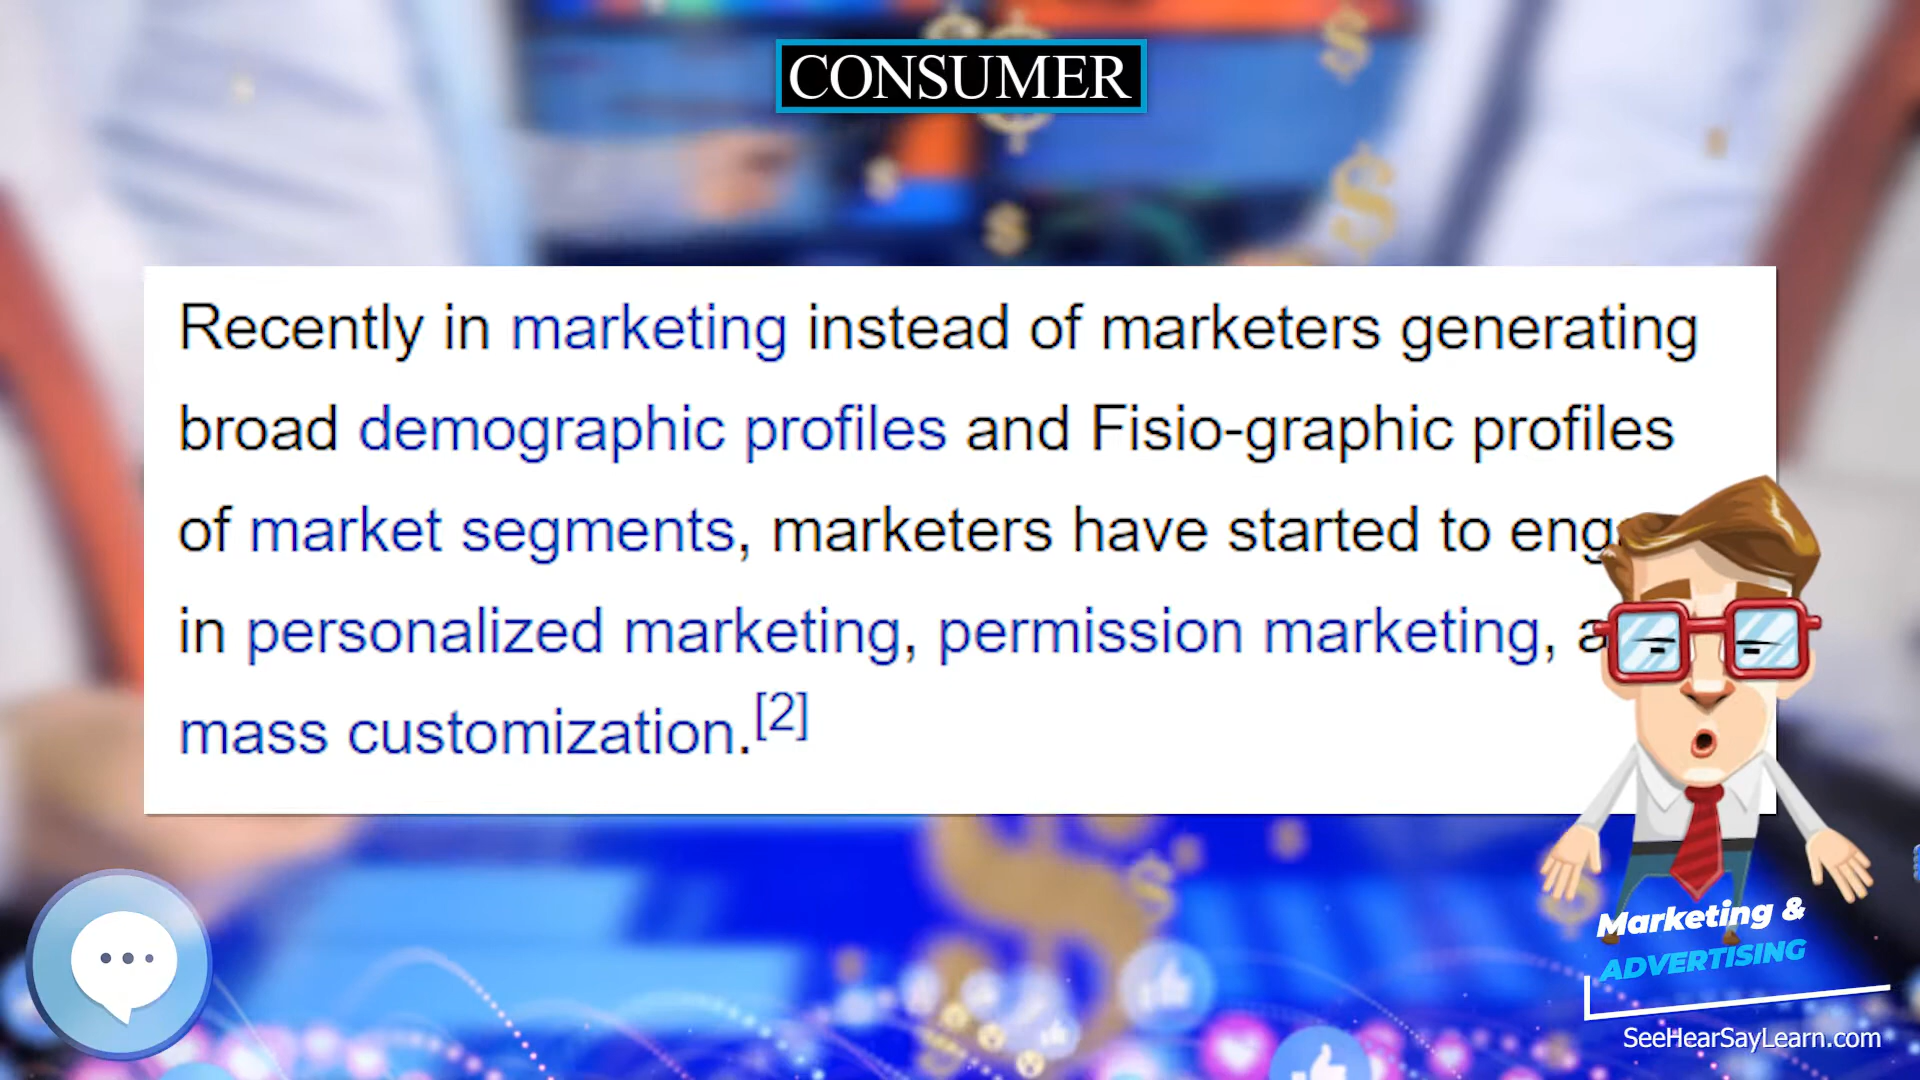 CONSUMER
Recently in marketing instead of marketers generating
broad demographic profiles and Fisio-graphic profiles
of market segments, marketers have started to
in personalized marketing, permission marketing,
mass customization.[2]
Marketing &
ADVERTISING
SeeHearSayLearn.com